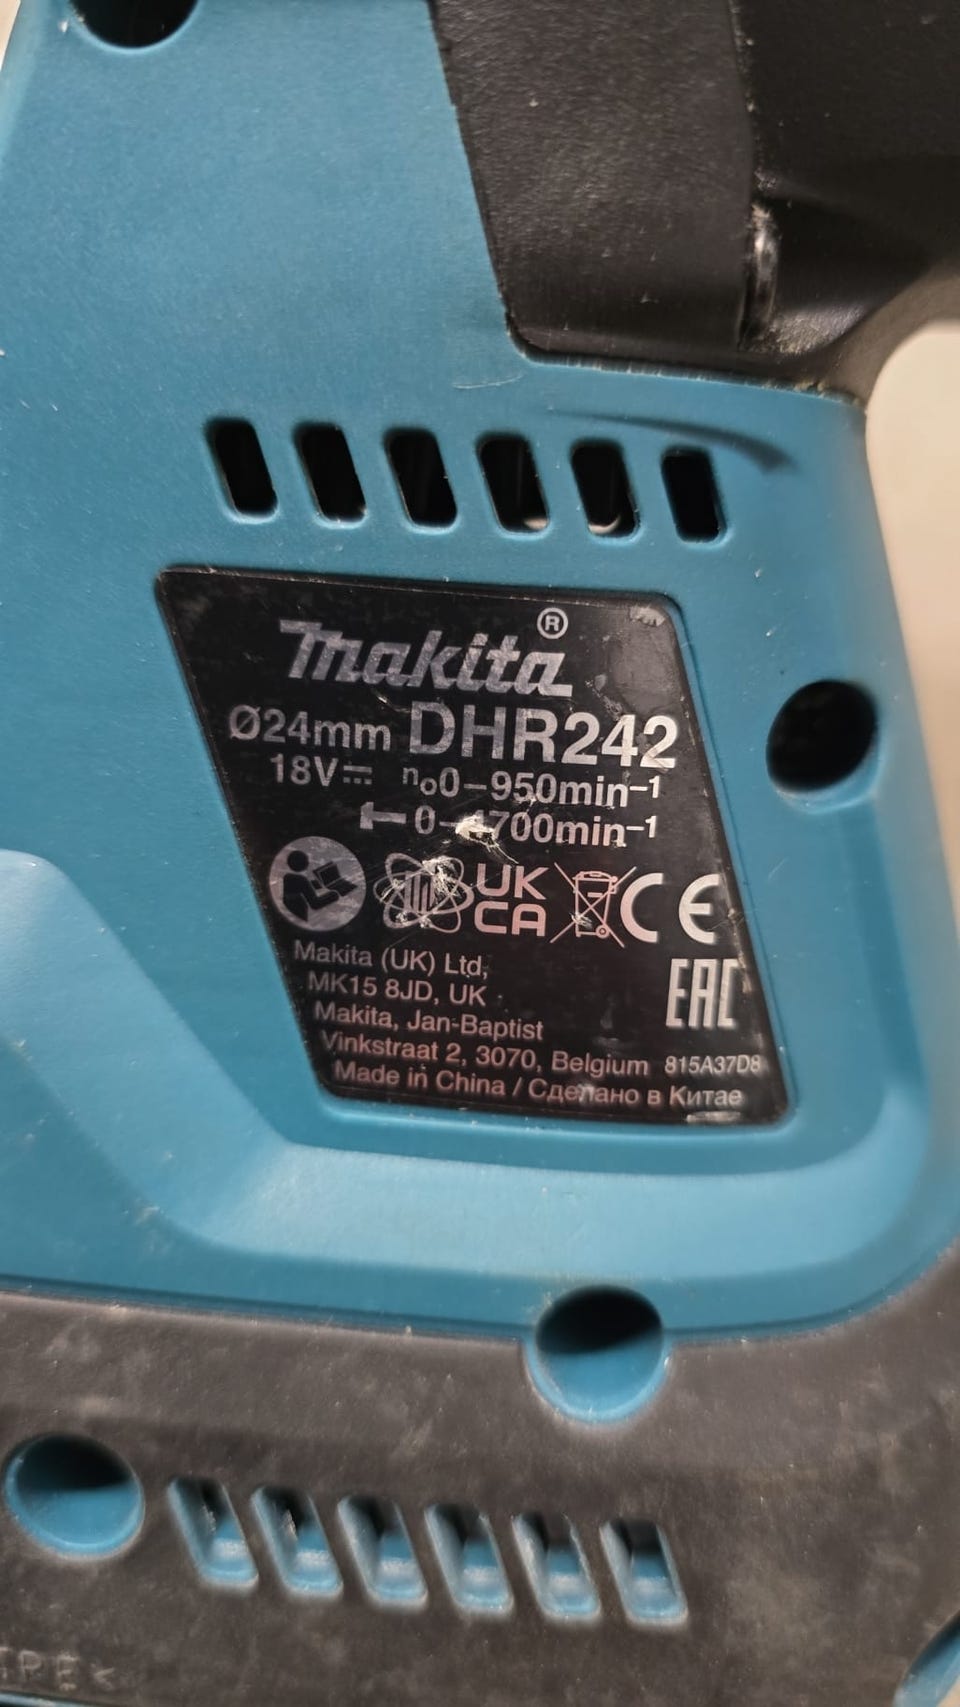 Makita®
Ø24mm DHR242
18V⎓ n₀0–950min⁻¹
0–4700min⁻¹
UK
CA
CE
EAC
Makita (UK) Ltd,
MK15 8JD, UK
Makita, Jan-Baptist
Vinkstraat 2, 3070, Belgium 815A37D8
Made in China / Сделано в Китае